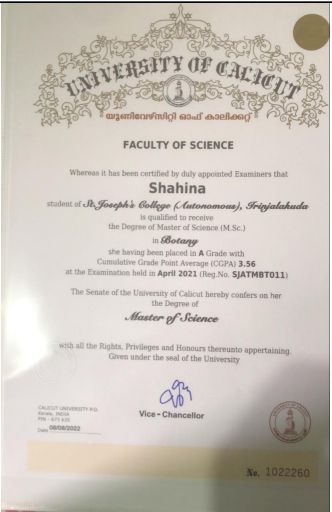 UNIVERSITY OF CALICUT
യൂണിവേഴ്സിറ്റി ഓഫ് കാലിക്കറ്റ്
FACULTY OF SCIENCE
Whereas it has been certified by duly appointed Examiners that
Shahina
student of St.Joseph's College (Autonomous), Irinjalakuda
is qualified to receive
the Degree of Master of Science (M.Sc.)
in Botany
she having been placed in A Grade with
Cumulative Grade Point Average (CGPA) 3.56
at the Examination held in April 2021 (Reg.No. SJATMBT011)
The Senate of the University of Calicut hereby confers on her
the Degree of
Master of Science
with all the Rights, Privileges and Honours thereunto appertaining.
Given under the seal of the University
CALICUT UNIVERSITY P.O.
Kerala, INDIA
PIN - 673 635
Date 08/08/2022
Vice - Chancellor
No. 1022260